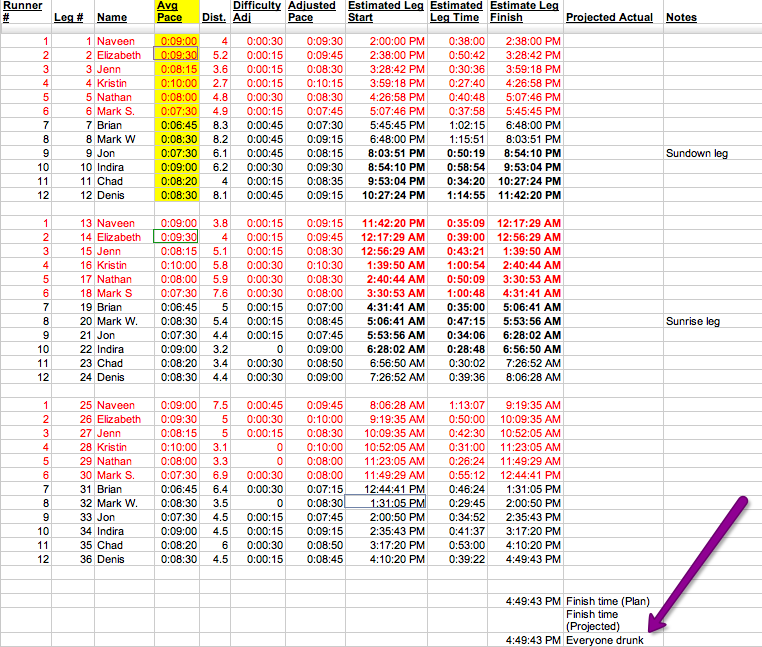 Runner # Leg # Name Avg Pace Dist. Difficulty Adj Adjusted Pace Estimated Leg Start Estimated Leg Time Estimate Leg Finish Projected Actual Notes
1 1 Naveen 0:09:00 4 0:00:30 0:09:30 2:00:00 PM 0:38:00 2:38:00 PM
2 2 Elizabeth 0:09:30 5.2 0:00:15 0:09:45 2:38:00 PM 0:50:42 3:28:42 PM
3 3 Jenn 0:08:15 3.6 0:00:15 0:08:30 3:28:42 PM 0:30:36 3:59:18 PM
4 4 Kristin 0:10:00 2.7 0:00:15 0:10:15 3:59:18 PM 0:27:40 4:26:58 PM
5 5 Nathan 0:08:00 4.8 0:00:30 0:08:30 4:26:58 PM 0:40:48 5:07:46 PM
6 6 Mark S. 0:07:30 4.9 0:00:15 0:07:45 5:07:46 PM 0:37:58 5:45:45 PM
7 7 Brian 0:06:45 8.3 0:00:45 0:07:30 5:45:45 PM 1:02:15 6:48:00 PM
8 8 Mark W 0:08:30 8.2 0:00:45 0:09:15 6:48:00 PM 1:15:51 8:03:51 PM
9 9 Jon 0:07:30 6.1 0:00:45 0:08:15 8:03:51 PM 0:50:19 8:54:10 PM Sundown leg
10 10 Indira 0:09:00 6.2 0:00:30 0:09:30 8:54:10 PM 0:58:54 9:53:04 PM
11 11 Chad 0:08:20 4 0:00:15 0:08:35 9:53:04 PM 0:34:20 10:27:24 PM
12 12 Denis 0:08:30 8.1 0:00:45 0:09:15 10:27:24 PM 1:14:55 11:42:20 PM
1 13 Naveen 0:09:00 3.8 0:00:15 0:09:15 11:42:20 PM 0:35:09 12:17:29 AM
2 14 Elizabeth 0:09:30 4 0:00:15 0:09:45 12:17:29 AM 0:39:00 12:56:29 AM
3 15 Jenn 0:08:15 5.1 0:00:15 0:08:30 12:56:29 AM 0:43:21 1:39:50 AM
4 16 Kristin 0:10:00 5.8 0:00:30 0:10:30 1:39:50 AM 1:00:54 2:40:44 AM
5 17 Nathan 0:08:00 5.9 0:00:30 0:08:30 2:40:44 AM 0:50:09 3:30:53 AM
6 18 Mark S 0:07:30 7.6 0:00:30 0:08:00 3:30:53 AM 1:00:48 4:31:41 AM
7 19 Brian 0:06:45 5 0:00:15 0:07:00 4:31:41 AM 0:35:00 5:06:41 AM
8 20 Mark W. 0:08:30 5.4 0:00:15 0:08:45 5:06:41 AM 0:47:15 5:53:56 AM Sunrise leg
9 21 Jon 0:07:30 4.4 0:00:15 0:07:45 5:53:56 AM 0:34:06 6:28:02 AM
10 22 Indira 0:09:00 3.2 0 0:09:00 6:28:02 AM 0:28:48 6:56:50 AM
11 23 Chad 0:08:20 3.4 0:00:30 0:08:50 6:56:50 AM 0:30:02 7:26:52 AM
12 24 Denis 0:08:30 4.4 0:00:30 0:09:00 7:26:52 AM 0:39:36 8:06:28 AM
1 25 Naveen 0:09:00 7.5 0:00:45 0:09:45 8:06:28 AM 1:13:07 9:19:35 AM
2 26 Elizabeth 0:09:30 5 0:00:30 0:10:00 9:19:35 AM 0:50:00 10:09:35 AM
3 27 Jenn 0:08:15 5 0:00:15 0:08:30 10:09:35 AM 0:42:30 10:52:05 AM
4 28 Kristin 0:10:00 3.1 0 0:10:00 10:52:05 AM 0:31:00 11:23:05 AM
5 29 Nathan 0:08:00 3.3 0 0:08:00 11:23:05 AM 0:26:24 11:49:29 AM
6 30 Mark S. 0:07:30 6.9 0:00:30 0:08:00 11:49:29 AM 0:55:12 12:44:41 PM
7 31 Brian 0:06:45 6.4 0:00:30 0:07:15 12:44:41 PM 0:46:24 1:31:05 PM
8 32 Mark W. 0:08:30 3.5 0 0:08:30 1:31:05 PM 0:29:45 2:00:50 PM
9 33 Jon 0:07:30 4.5 0:00:15 0:07:45 2:00:50 PM 0:34:52 2:35:43 PM
10 34 Indira 0:09:00 4.5 0:00:15 0:09:15 2:35:43 PM 0:41:37 3:17:20 PM
11 35 Chad 0:08:20 6 0:00:30 0:08:50 3:17:20 PM 0:53:00 4:10:20 PM
12 36 Denis 0:08:30 4.5 0:00:15 0:08:45 4:10:20 PM 0:39:22 4:49:43 PM
4:49:43 PM Finish time (Plan)
Finish time
(Projected)
4:49:43 PM Everyone drunk